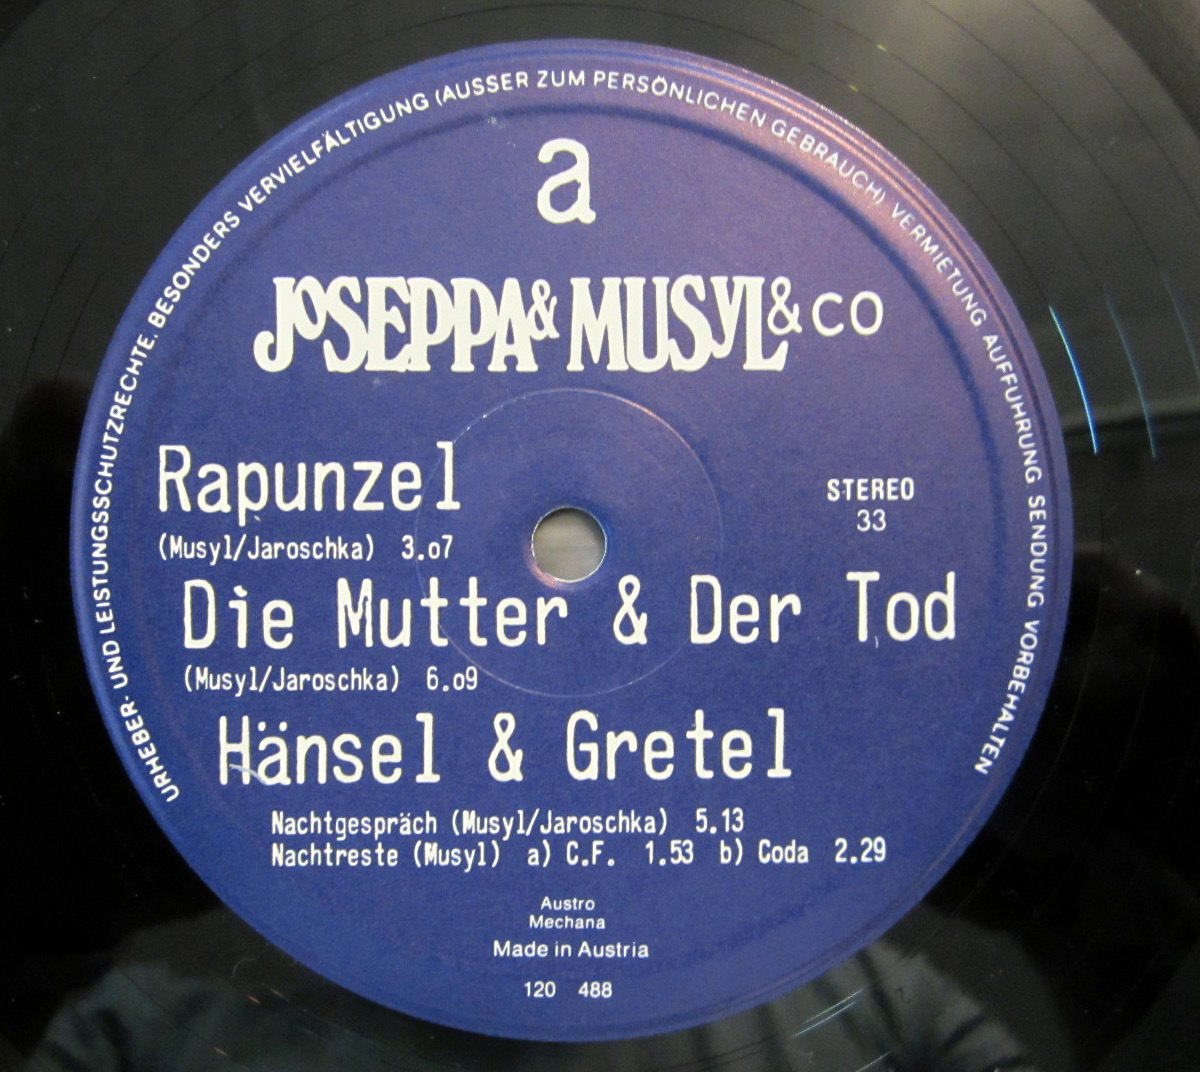 URHEBER- UND LEISTUNGSSCHUTZRECHTE. BESONDERS VERVIELFÄLTIGUNG (AUSSER ZUM PERSÖNLICHEN GEBRAUCH) VERMIETUNG AUFFUHRUNG SENDUNG VORBEHALTEN
a
JOSEPPA & MUSYL & CO
Rapunzel
STEREO
33
(Musyl/Jaroschka) 3.o7
Die Mutter & Der Tod
(Musyl/Jaroschka) 6.o9
Hänsel & Gretel
Nachtgespräch (Musyl/Jaroschka) 5.13
Nachtreste (Musyl) a) C.F. 1.53 b) Coda 2.29
Austro
Mechana
Made in Austria
120 488